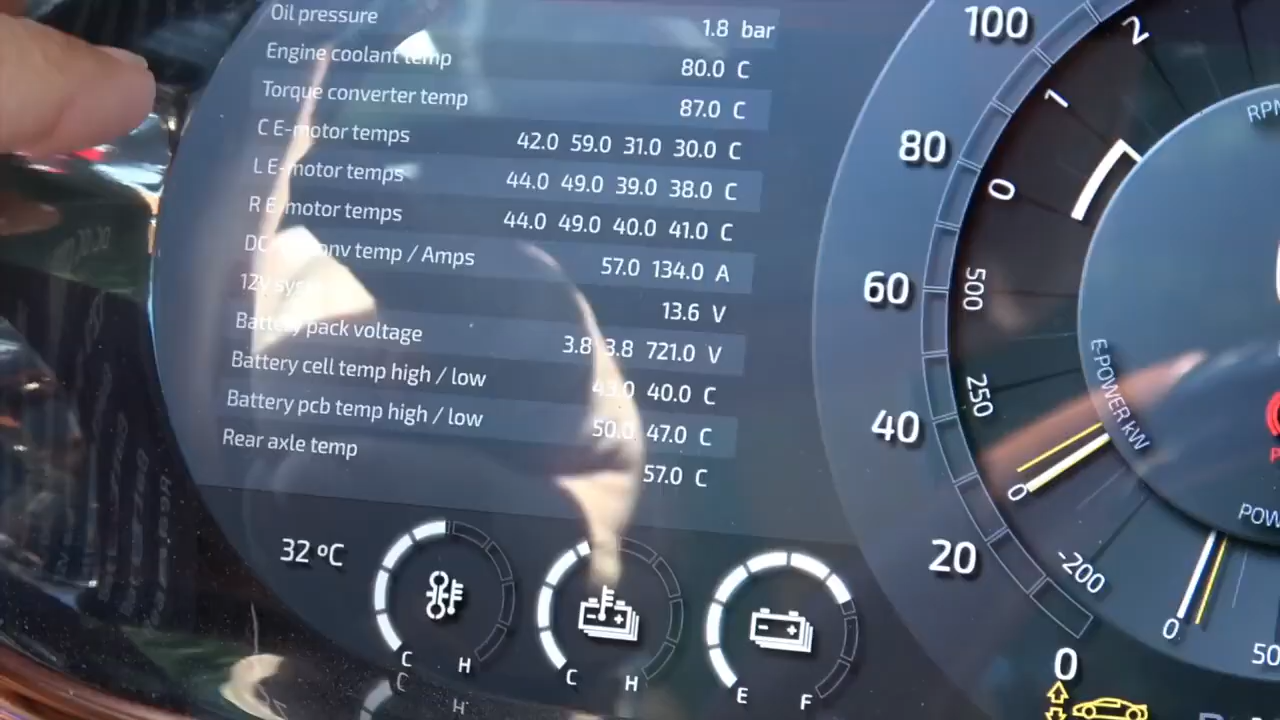 Oil pressure 1.8 bar
Engine coolant temp 80.0 C
Torque converter temp 87.0 C
C E-motor temps 42.0 59.0 31.0 30.0 C
L E-motor temps 44.0 49.0 39.0 38.0 C
R E-motor temps 44.0 49.0 40.0 41.0 C
DC conv temp / Amps 57.0 134.0 A
12V 13.6 V
Battery pack voltage 3.8 3.8 721.0 V
Battery cell temp high / low 40.0 C
Battery pcb temp high / low 50.0 47.0 C
Rear axle temp 57.0 C
32 ºC
C H
C H
E F
C H
100
80
60
40
20
0
2
1
0
500
250
0
-200
RPM
E-POWER kW
0
50